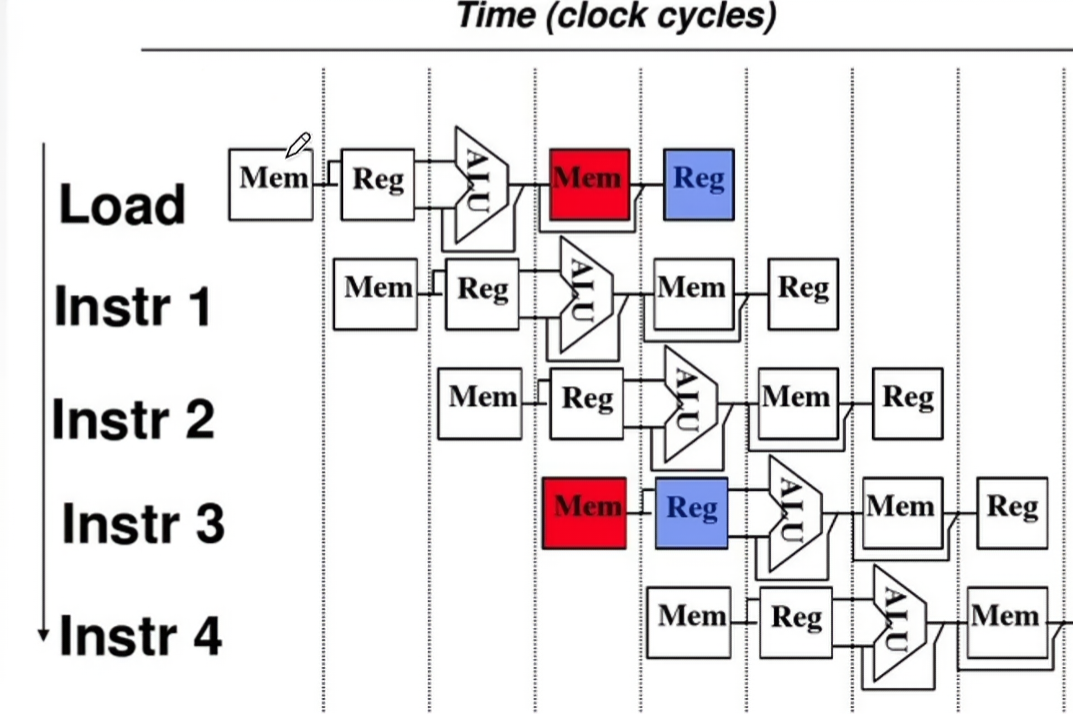 Time (clock cycles)
Load Mem Reg ALU Mem Reg
Instr 1 Mem Reg ALU Mem Reg
Instr 2 Mem Reg ALU Mem Reg
Instr 3 Mem Reg ALU Mem Reg
Instr 4 Mem Reg ALU Mem